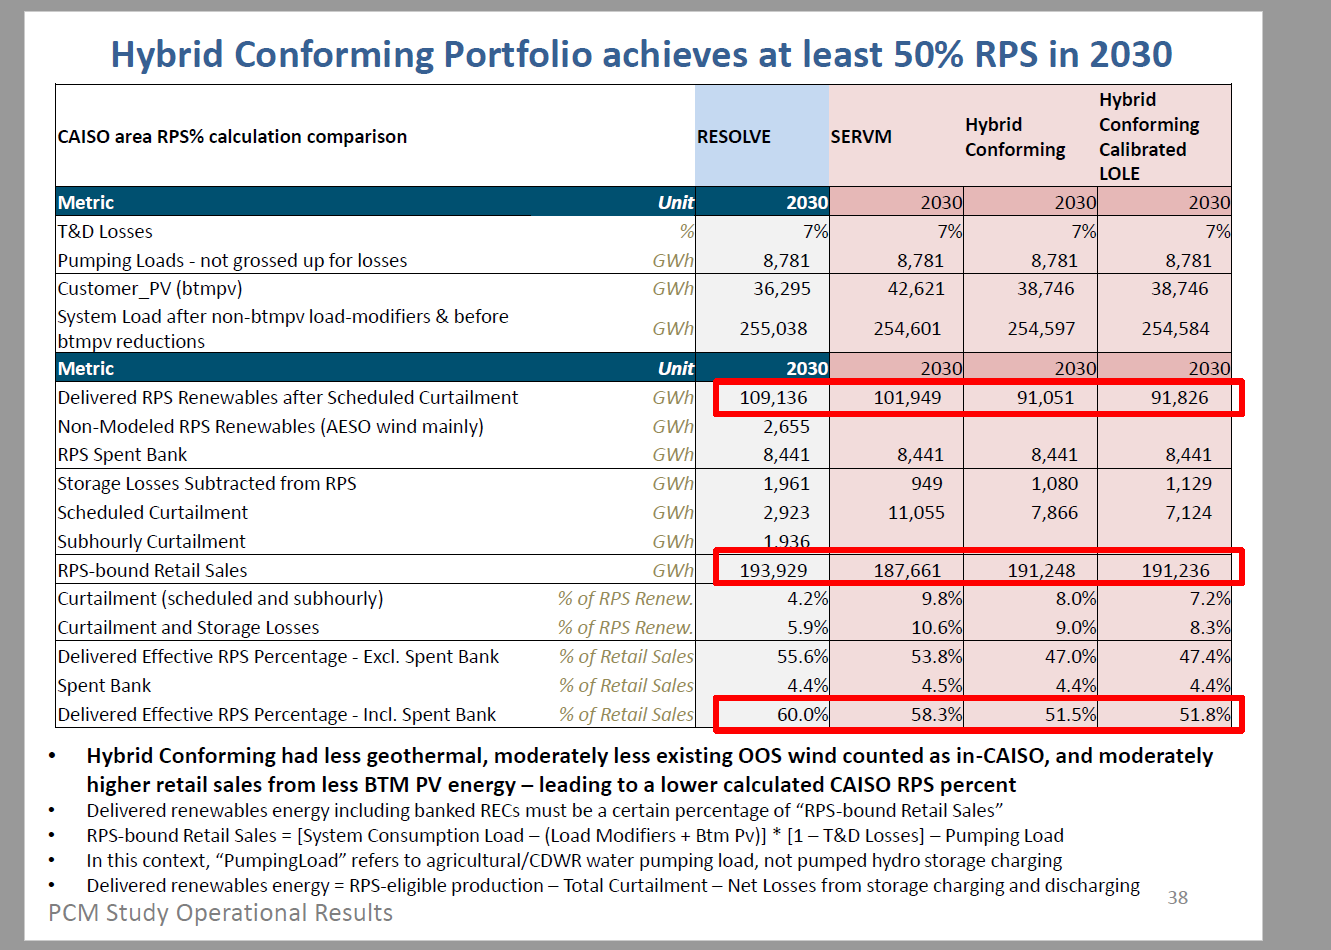 Hybrid Conforming Portfolio achieves at least 50% RPS in 2030
CAISO area RPS% calculation comparison RESOLVE SERVM Hybrid Conforming Hybrid Conforming Calibrated LOLE
Metric Unit 2030 2030 2030 2030
T&D Losses % 7% 7% 7% 7%
Pumping Loads - not grossed up for losses GWh 8,781 8,781 8,781 8,781
Customer_PV (btmpv) GWh 36,295 42,621 38,746 38,746
System Load after non-btmpv load-modifiers & before
btmpv reductions GWh 255,038 254,601 254,597 254,584
Metric Unit 2030 2030 2030 2030
Delivered RPS Renewables after Scheduled Curtailment GWh 109,136 101,949 91,051 91,826
Non-Modeled RPS Renewables (AESO wind mainly) GWh 2,655
RPS Spent Bank GWh 8,441 8,441 8,441 8,441
Storage Losses Subtracted from RPS GWh 1,961 949 1,080 1,129
Scheduled Curtailment GWh 2,923 11,055 7,866 7,124
Subhourly Curtailment GWh 1,936
RPS-bound Retail Sales GWh 193,929 187,661 191,248 191,236
Curtailment (scheduled and subhourly) % of RPS Renew. 4.2% 9.8% 8.0% 7.2%
Curtailment and Storage Losses % of RPS Renew. 5.9% 10.6% 9.0% 8.3%
Delivered Effective RPS Percentage - Excl. Spent Bank % of Retail Sales 55.6% 53.8% 47.0% 47.4%
Spent Bank % of Retail Sales 4.4% 4.5% 4.4% 4.4%
Delivered Effective RPS Percentage - Incl. Spent Bank % of Retail Sales 60.0% 58.3% 51.5% 51.8%
• Hybrid Conforming had less geothermal, moderately less existing OOS wind counted as in-CAISO, and moderately
higher retail sales from less BTM PV energy – leading to a lower calculated CAISO RPS percent
• Delivered renewables energy including banked RECs must be a certain percentage of “RPS-bound Retail Sales”
• RPS-bound Retail Sales = [System Consumption Load – (Load Modifiers + Btm Pv)] * [1 – T&D Losses] – Pumping Load
• In this context, “PumpingLoad” refers to agricultural/CDWR water pumping load, not pumped hydro storage charging
• Delivered renewables energy = RPS-eligible production – Total Curtailment – Net Losses from storage charging and discharging
PCM Study Operational Results
38